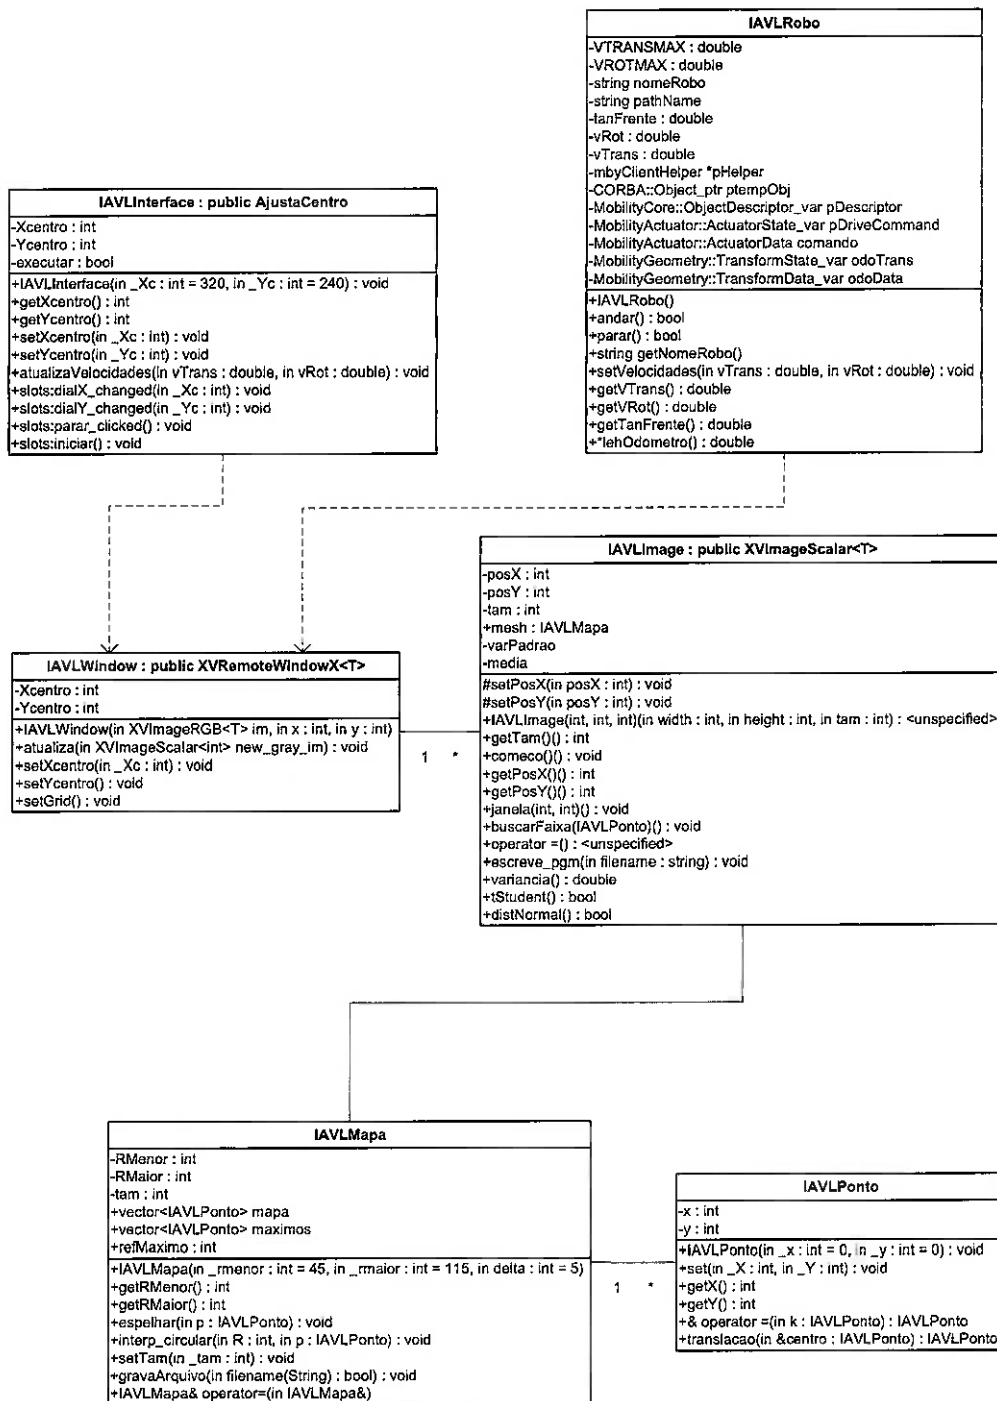 IAVLRobo
-VTRANSMAX : double
-VROTMAX : double
-string nomeRobo
-string pathName
-tanFrente : double
-vRot : double
-vTrans : double
-mbyClientHelper *pHelper
-CORBA::Object_ptr ptempObj
-MobilityCore::ObjectDescriptor_var pDescriptor
-MobilityActuator::ActuatorState_var pDriveCommand
-MobilityActuator::ActuatorData comando
-MobilityGeometry::TransformState_var odoTrans
-MobilityGeometry::TransformData_var odoData
+IAVLRobo()
+andar() : bool
+parar() : bool
+string getNomeRobo()
+setVelocidades(in vTrans : double, in vRot : double) : void
+getVTrans() : double
+getVRot() : double
+getTanFrente() : double
+*lehOdometro() : double
IAVLInterface : public AjustaCentro
-Xcentro : int
-Ycentro : int
-executar : bool
+IAVLInterface(in _Xc : int = 320, in _Yc : int = 240) : void
+getXcentro() : int
+getYcentro() : int
+setXcentro(in _Xc : int) : void
+setYcentro(in _Yc : int) : void
+atualizaVelocidades(in vTrans : double, in vRot : double) : void
+slots:dialX_changed(in _Xc : int) : void
+slots:dialY_changed(in _Yc : int) : void
+slots:parar_clicked() : void
+slots:iniciar() : void
IAVLImage : public XVImageScalar<T>
-posX : int
-posY : int
-tam : int
+mesh : IAVLMapa
-varPadrao
-media
#setPosX(in posX : int) : void
#setPosY(in posY : int) : void
+IAVLImage(int, int, int)(in width : int, in height : int, in tam : int) : <unspecified>
+getTam()() : int
+comeco()() : void
+getPosX()() : int
+getPosY()() : int
+janela(int, int)() : void
+buscarFaixa(IAVLPonto)() : void
+operator =() : <unspecified>
+escreve_pgm(in filename : string) : void
+variancia() : double
+tStudent() : bool
+distNormal() : bool
IAVLWindow : public XVRemoteWindowX<T>
-Xcentro : int
-Ycentro : int
+IAVLWindow(in XVImageRGB<T> im, in x : int, in y : int)
+atualiza(in XVImageScalar<int> new_gray_im) : void
+setXcentro(in _Xc : int) : void
+setYcentro() : void
+setGrid() : void
1 *
IAVLMapa
-RMenor : int
-RMaior : int
-tam : int
+vector<IAVLPonto> mapa
+vector<IAVLPonto> maximos
+refMaximo : int
+IAVLMapa(in _rmenor : int = 45, in _rmaior : int = 115, in delta : int = 5)
+getRMenor() : int
+getRMaior() : int
+espelhar(in p : IAVLPonto) : void
+interp_circular(in R : int, in p : IAVLPonto) : void
+setTam(in _tam : int) : void
+gravaArquivo(in filename(String) : bool) : void
+IAVLMapa& operator=(in IAVLMapa&)
1 *
IAVLPonto
-x : int
-y : int
+IAVLPonto(in _x : int = 0, in _y : int = 0) : void
+set(in _X : int, in _Y : int) : void
+getX() : int
+getY() : int
+& operator =(in k : IAVLPonto) : IAVLPonto
+translacao(in &centro : IAVLPonto) : IAVLPonto